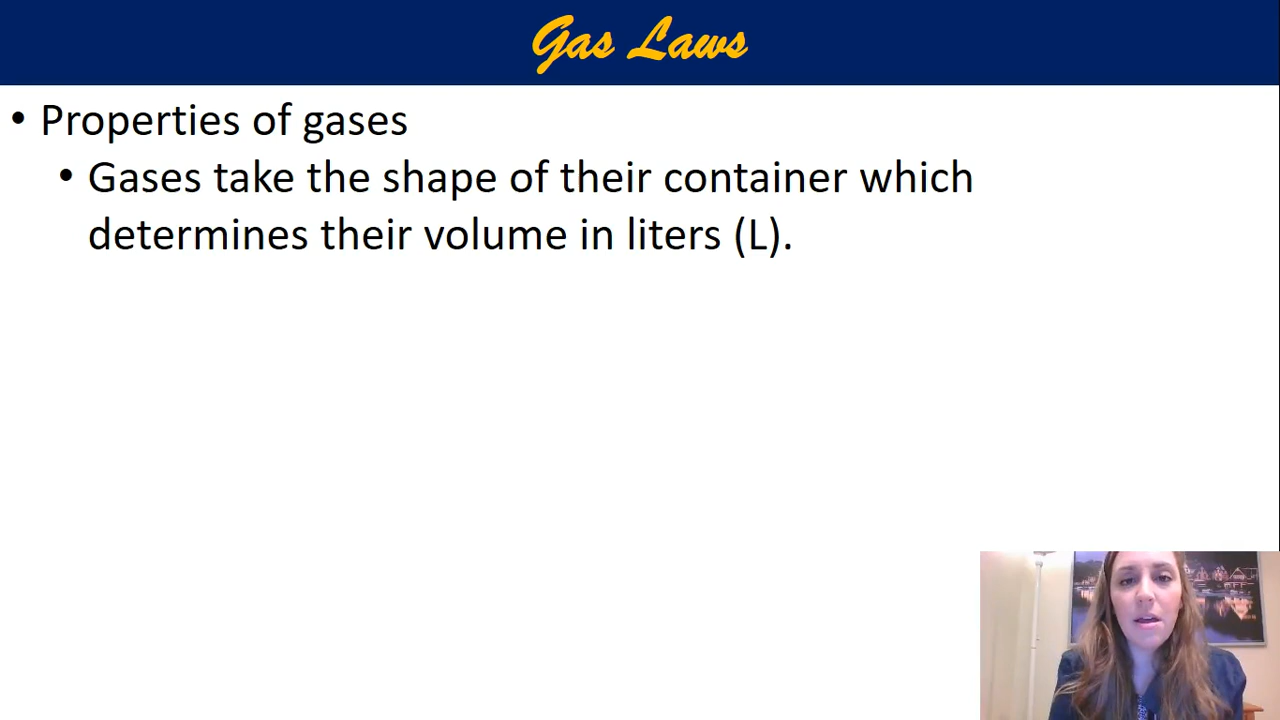 Gas Laws
• Properties of gases
• Gases take the shape of their container which
determines their volume in liters (L).